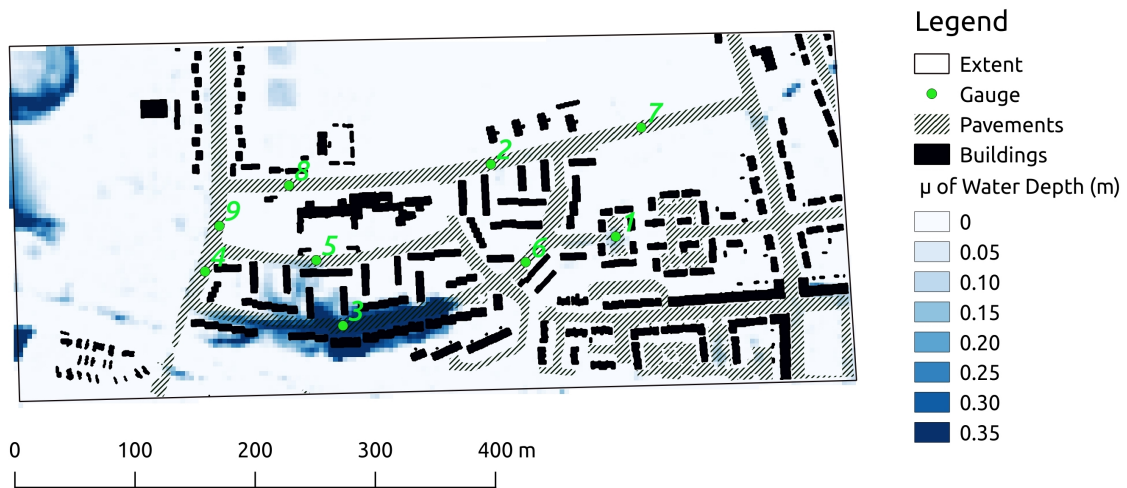 Legend
Extent
Gauge
Pavements
Buildings
μ of Water Depth (m)
0
0.05
0.10
0.15
0.20
0.25
0.30
0.35
7
2
8
9
1
6
5
4
3
0 100 200 300 400 m